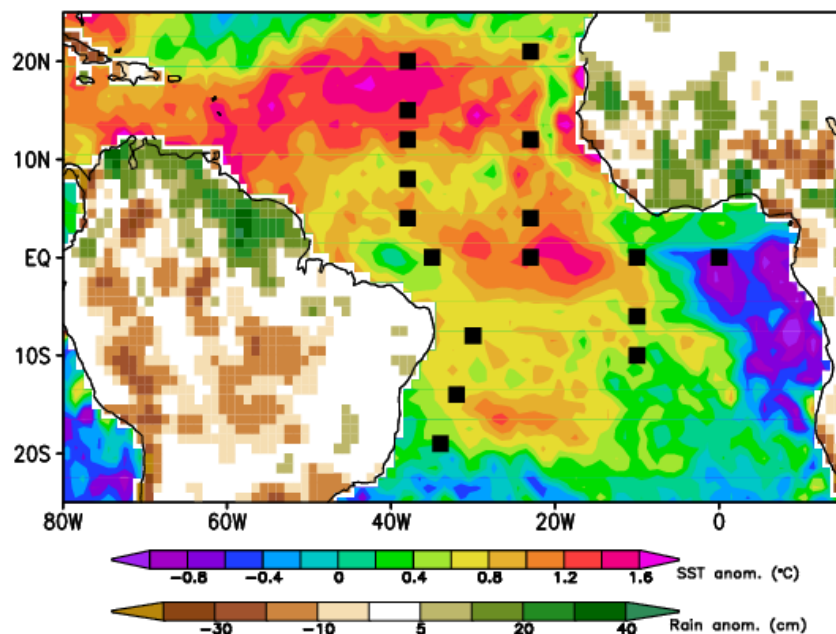 20N
10N
EQ
10S
20S
80W 60W 40W 20W 0
-0.8 -0.4 0 0.4 0.8 1.2 1.6 SST anom. (°C)
-30 -10 5 20 40 Rain anom. (cm)